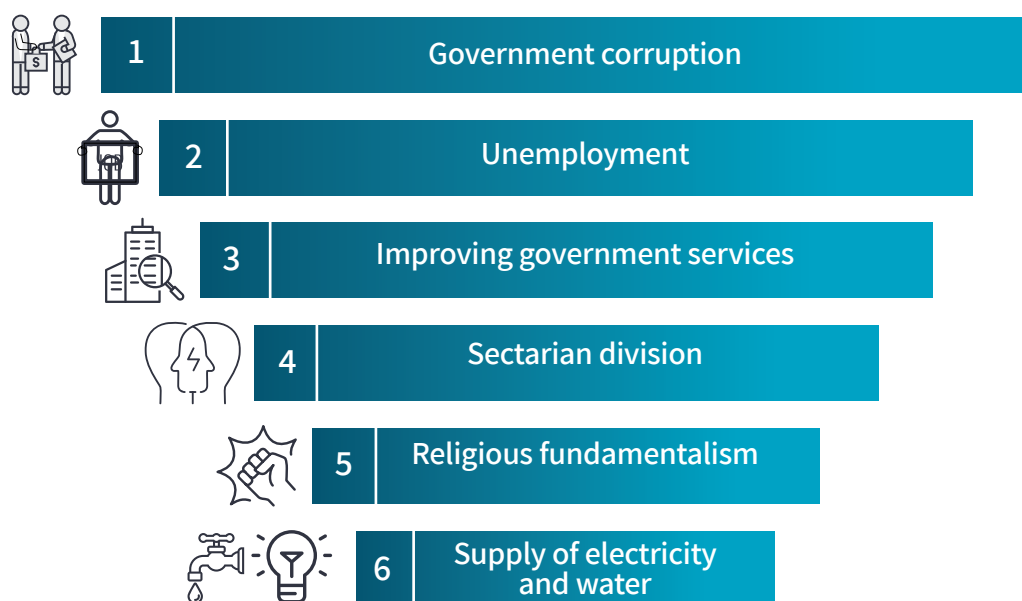 $
1
Government corruption
JOB
2
Unemployment
3
Improving government services
4
Sectarian division
5
Religious fundamentalism
6
Supply of electricity
and water